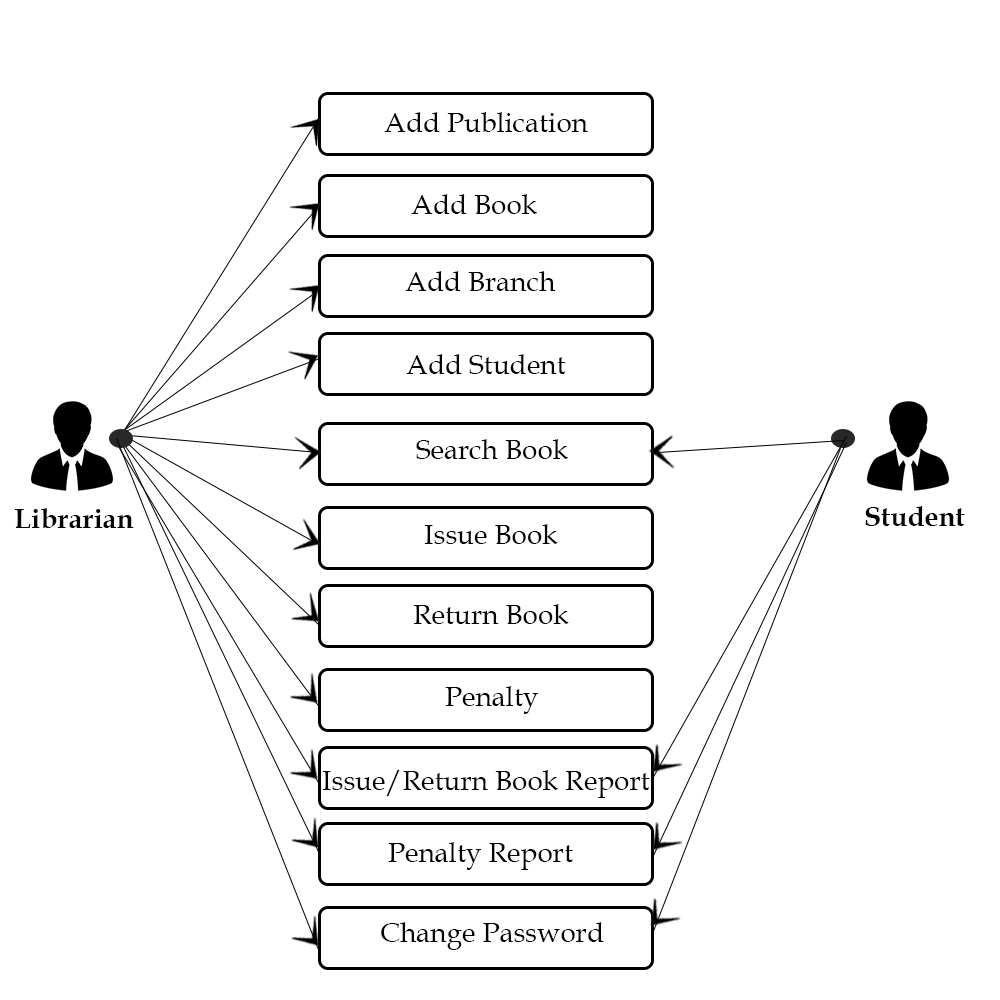 Add Publication
Add Book
Add Branch
Add Student
Search Book
Librarian
Student
Issue Book
Return Book
Penalty
Issue/Return Book Report
Penalty Report
Change Password